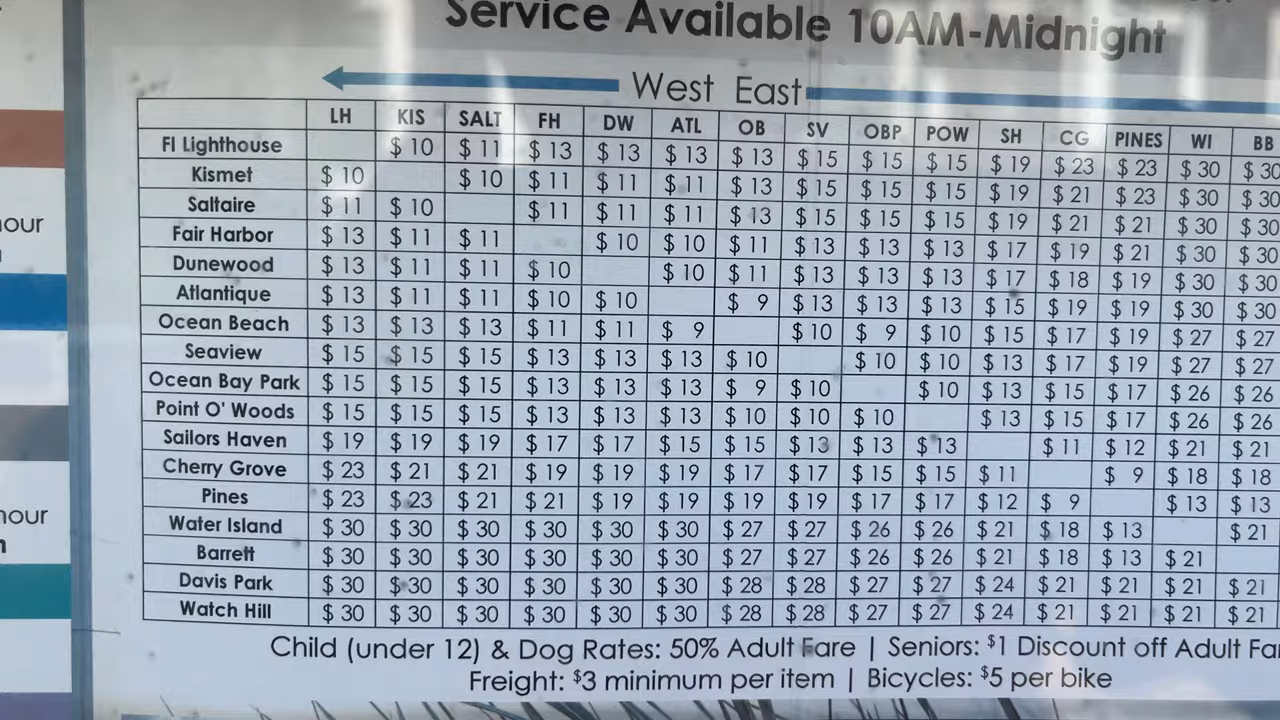 Service Available 10AM-Midnight
West East
LH KIS SALT FH DW ATL OB SV OBP POW SH CG PINES WI BB
FI Lighthouse $ 10 $ 11 $ 13 $ 13 $ 13 $ 13 $ 15 $ 15 $ 15 $ 19 $ 23 $ 23 $ 30 $ 30
Kismet $ 10 $ 10 $ 11 $ 11 $ 11 $ 13 $ 15 $ 15 $ 15 $ 19 $ 21 $ 23 $ 30 $ 30
Saltaire $ 11 $ 10 $ 11 $ 11 $ 11 $ 13 $ 15 $ 15 $ 15 $ 19 $ 21 $ 21 $ 30 $ 30
Fair Harbor $ 13 $ 11 $ 11 $ 10 $ 10 $ 11 $ 13 $ 13 $ 13 $ 17 $ 19 $ 21 $ 30 $ 30
Dunewood $ 13 $ 11 $ 11 $ 10 $ 10 $ 11 $ 13 $ 13 $ 13 $ 17 $ 18 $ 19 $ 30 $ 30
Atlantique $ 13 $ 11 $ 11 $ 10 $ 10 $ 9 $ 13 $ 13 $ 13 $ 15 $ 19 $ 19 $ 30 $ 30
Ocean Beach $ 13 $ 13 $ 13 $ 11 $ 11 $ 9 $ 10 $ 9 $ 10 $ 15 $ 17 $ 19 $ 27 $ 27
Seaview $ 15 $ 15 $ 15 $ 13 $ 13 $ 13 $ 10 $ 10 $ 10 $ 13 $ 17 $ 19 $ 27 $ 27
Ocean Bay Park $ 15 $ 15 $ 15 $ 13 $ 13 $ 13 $ 9 $ 10 $ 10 $ 13 $ 15 $ 17 $ 26 $ 26
Point O' Woods $ 15 $ 15 $ 15 $ 13 $ 13 $ 13 $ 10 $ 10 $ 10 $ 13 $ 15 $ 17 $ 26 $ 26
Sailors Haven $ 19 $ 19 $ 19 $ 17 $ 17 $ 15 $ 15 $ 13 $ 13 $ 13 $ 11 $ 12 $ 21 $ 21
Cherry Grove $ 23 $ 21 $ 21 $ 19 $ 19 $ 19 $ 17 $ 17 $ 15 $ 15 $ 11 $ 9 $ 18 $ 18
Pines $ 23 $ 23 $ 21 $ 21 $ 19 $ 19 $ 19 $ 19 $ 17 $ 17 $ 12 $ 9 $ 13 $ 13
Water Island $ 30 $ 30 $ 30 $ 30 $ 30 $ 30 $ 27 $ 27 $ 26 $ 26 $ 21 $ 18 $ 13 $ 21
Barrett $ 30 $ 30 $ 30 $ 30 $ 30 $ 30 $ 27 $ 27 $ 26 $ 26 $ 21 $ 18 $ 13 $ 21
Davis Park $ 30 $ 30 $ 30 $ 30 $ 30 $ 30 $ 28 $ 28 $ 27 $ 27 $ 24 $ 21 $ 21 $ 21 $ 21
Watch Hill $ 30 $ 30 $ 30 $ 30 $ 30 $ 30 $ 28 $ 28 $ 27 $ 27 $ 24 $ 21 $ 21 $ 21 $ 21
Child (under 12) & Dog Rates: 50% Adult Fare | Seniors: $1 Discount off Adult Fa
Freight: $3 minimum per item | Bicycles: $5 per bike